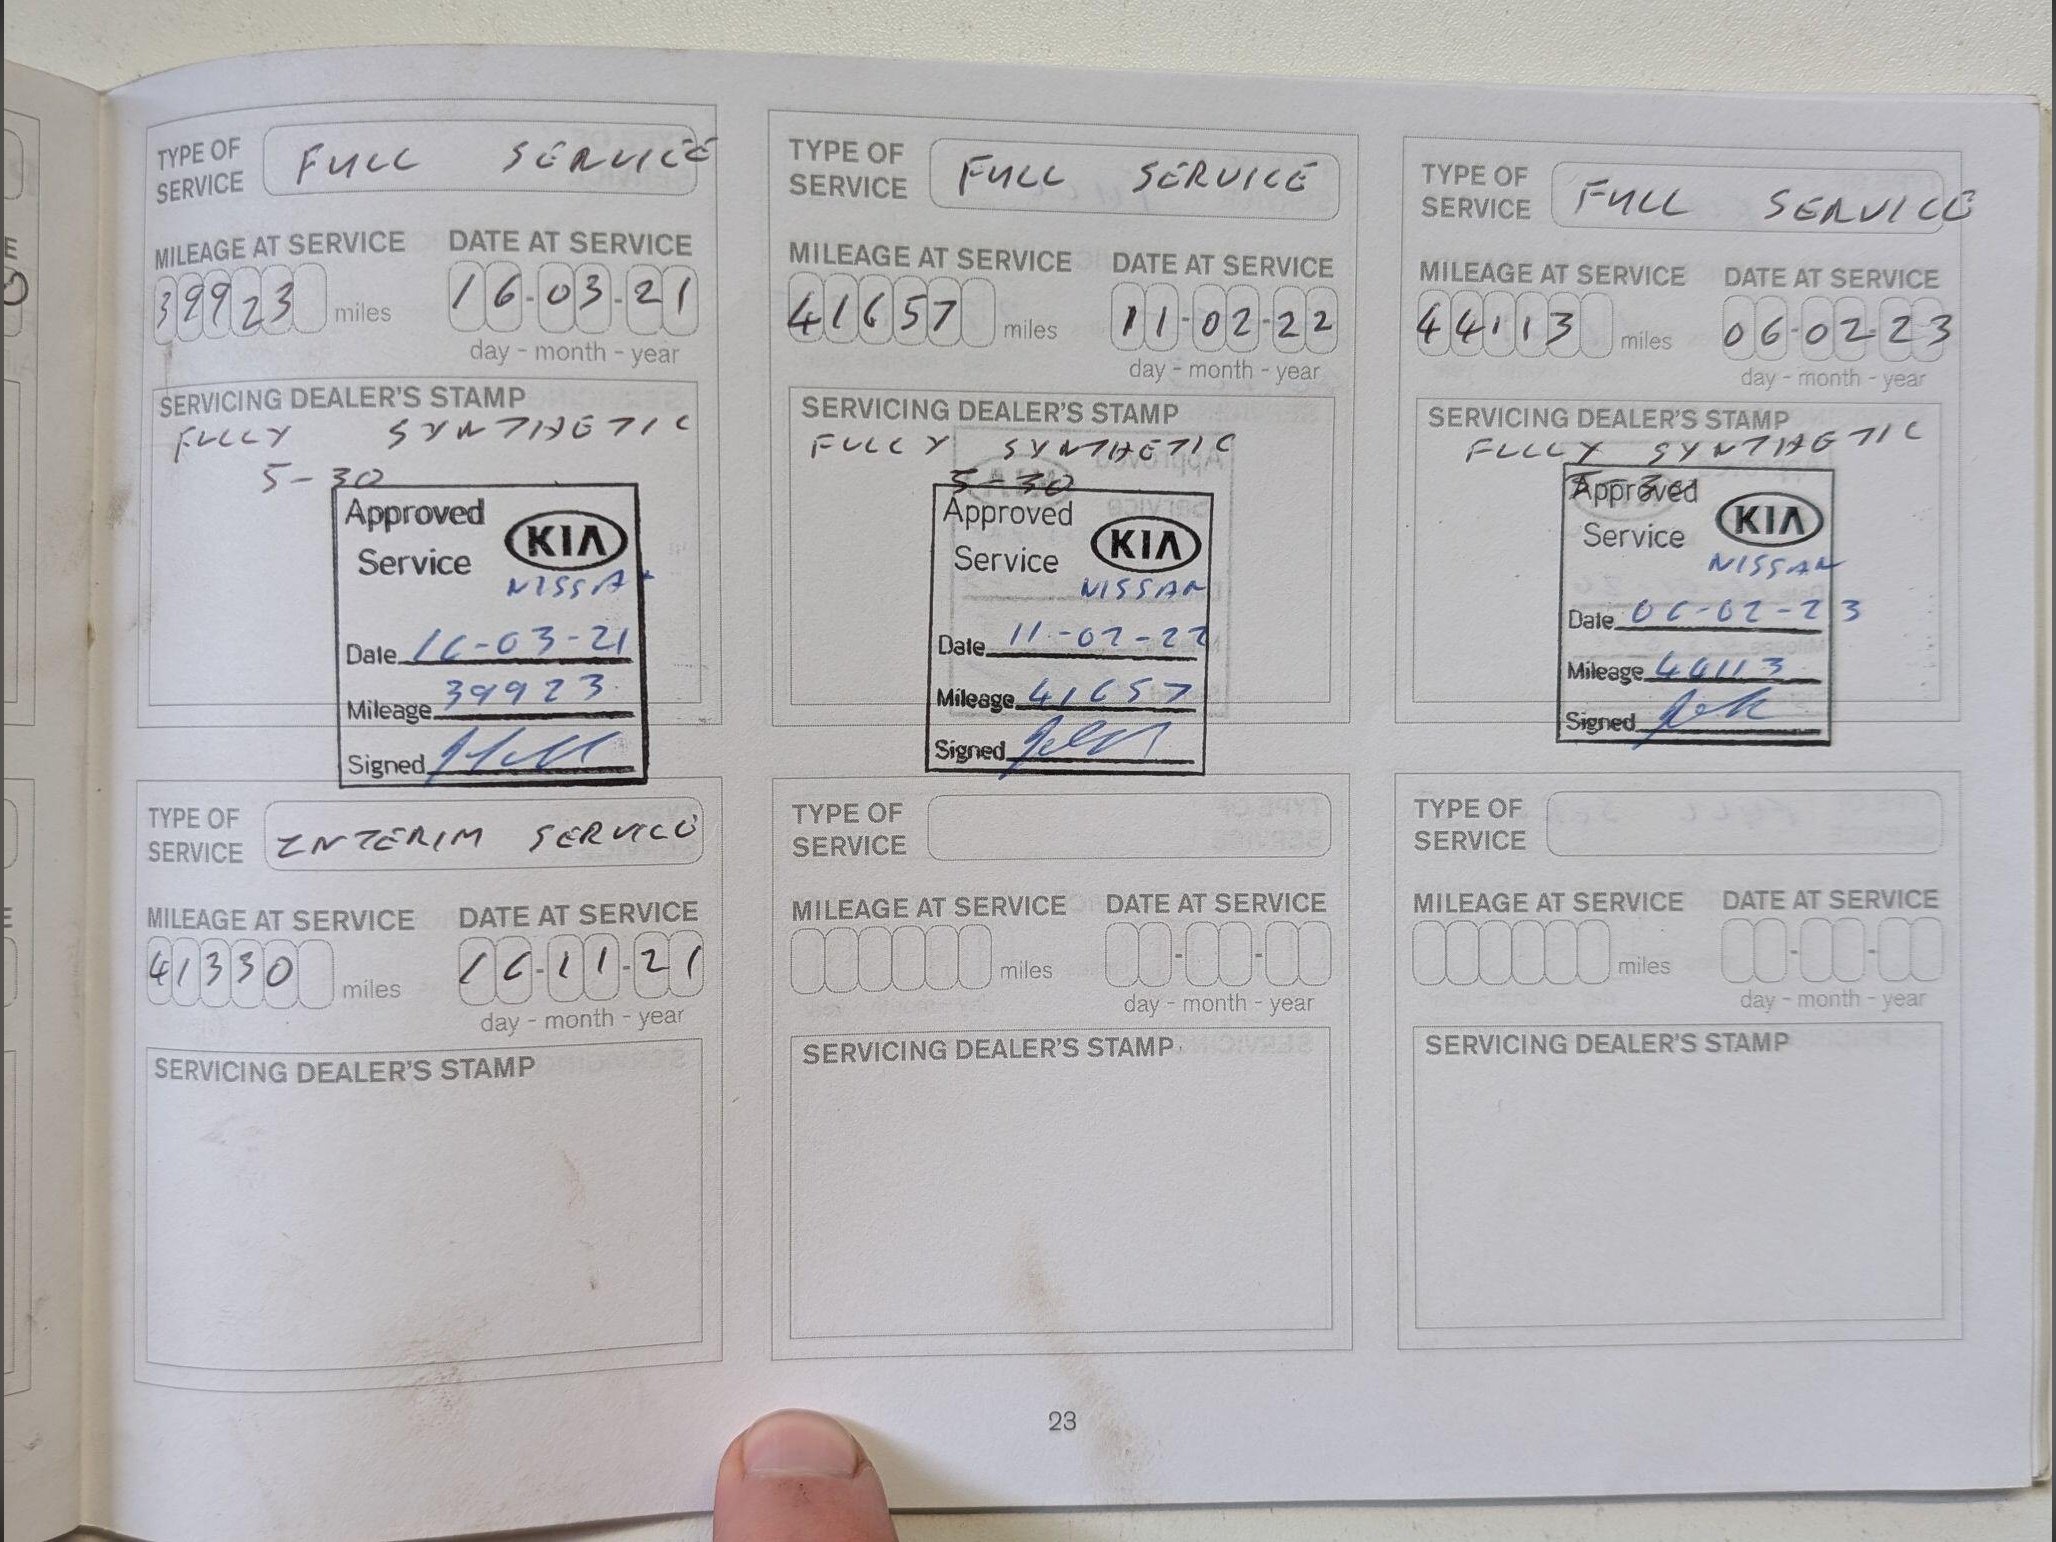 TYPE OF SERVICE FULL SERVICE
MILEAGE AT SERVICE DATE AT SERVICE
39923 miles 16-03-21
day - month - year
SERVICING DEALER'S STAMP
FULLY SYNTHETIC
5-30
Approved
Service KIA
NISSAN
Date 16-03-21
Mileage 39923
Signed
TYPE OF SERVICE FULL SERVICE
MILEAGE AT SERVICE DATE AT SERVICE
41657 miles 11-02-22
day - month - year
SERVICING DEALER'S STAMP
FULLY SYNTHETIC
5-30
Approved
Service KIA
NISSAN
Date 11-02-22
Mileage 41657
Signed
TYPE OF SERVICE FULL SERVICE
MILEAGE AT SERVICE DATE AT SERVICE
44113 miles 06-02-23
day - month - year
SERVICING DEALER'S STAMP
FULLY SYNTHETIC
5-30
Approved
Service KIA
NISSAN
Date 06-02-23
Mileage 44113
Signed
TYPE OF SERVICE INTERIM SERVICE
MILEAGE AT SERVICE DATE AT SERVICE
41330 miles 16-11-21
day - month - year
SERVICING DEALER'S STAMP
TYPE OF SERVICE
MILEAGE AT SERVICE DATE AT SERVICE
miles - -
day - month - year
SERVICING DEALER'S STAMP
TYPE OF SERVICE
MILEAGE AT SERVICE DATE AT SERVICE
miles - -
day - month - year
SERVICING DEALER'S STAMP
23